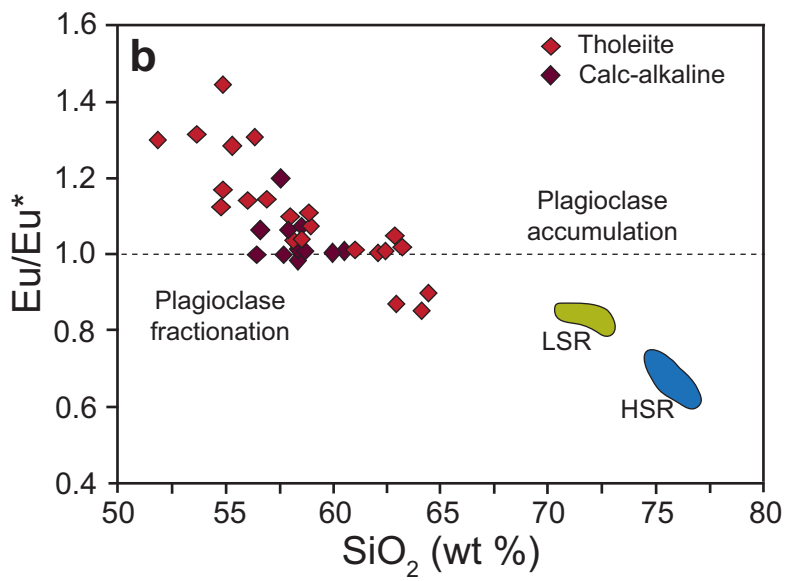 b
Tholeiite
Calc-alkaline
Plagioclase
accumulation
Plagioclase
fractionation
LSR
HSR
Eu/Eu*
1.6
1.4
1.2
1.0
0.8
0.6
0.4
50 55 60 65 70 75 80
SiO₂ (wt %)